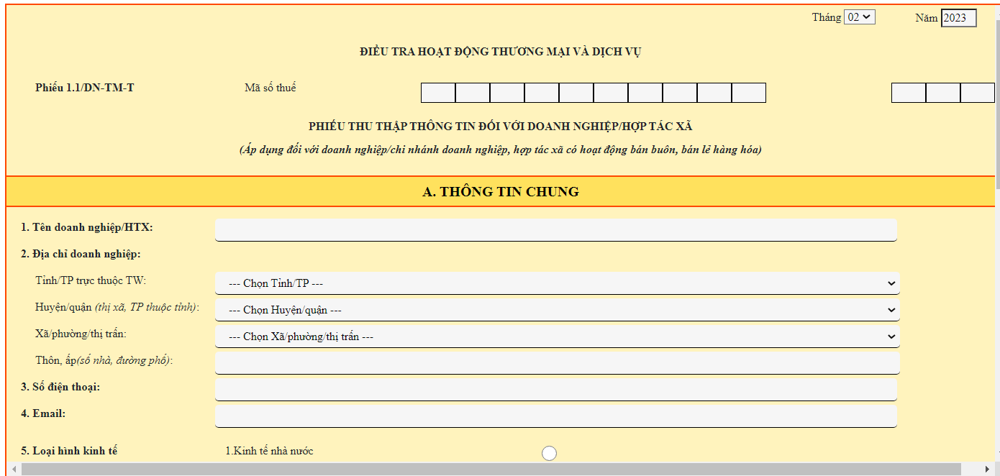 Tháng 02 Năm 2023
ĐIỀU TRA HOẠT ĐỘNG THƯƠNG MẠI VÀ DỊCH VỤ
Phiếu 1.1/DN-TM-T Mã số thuế
PHIẾU THU THẬP THÔNG TIN ĐỐI VỚI DOANH NGHIỆP/HỢP TÁC XÃ
(Áp dụng đối với doanh nghiệp/chi nhánh doanh nghiệp, hợp tác xã có hoạt động bán buôn, bán lẻ hàng hóa)
A. THÔNG TIN CHUNG
1. Tên doanh nghiệp/HTX:
2. Địa chỉ doanh nghiệp:
Tỉnh/TP trực thuộc TW: --- Chọn Tỉnh/TP ---
Huyện/quận (thị xã, TP thuộc tỉnh): --- Chọn Huyện/quận ---
Xã/phường/thị trấn: --- Chọn Xã/phường/thị trấn ---
Thôn, ấp(số nhà, đường phố):
3. Số điện thoại:
4. Email:
5. Loại hình kinh tế 1.Kinh tế nhà nước